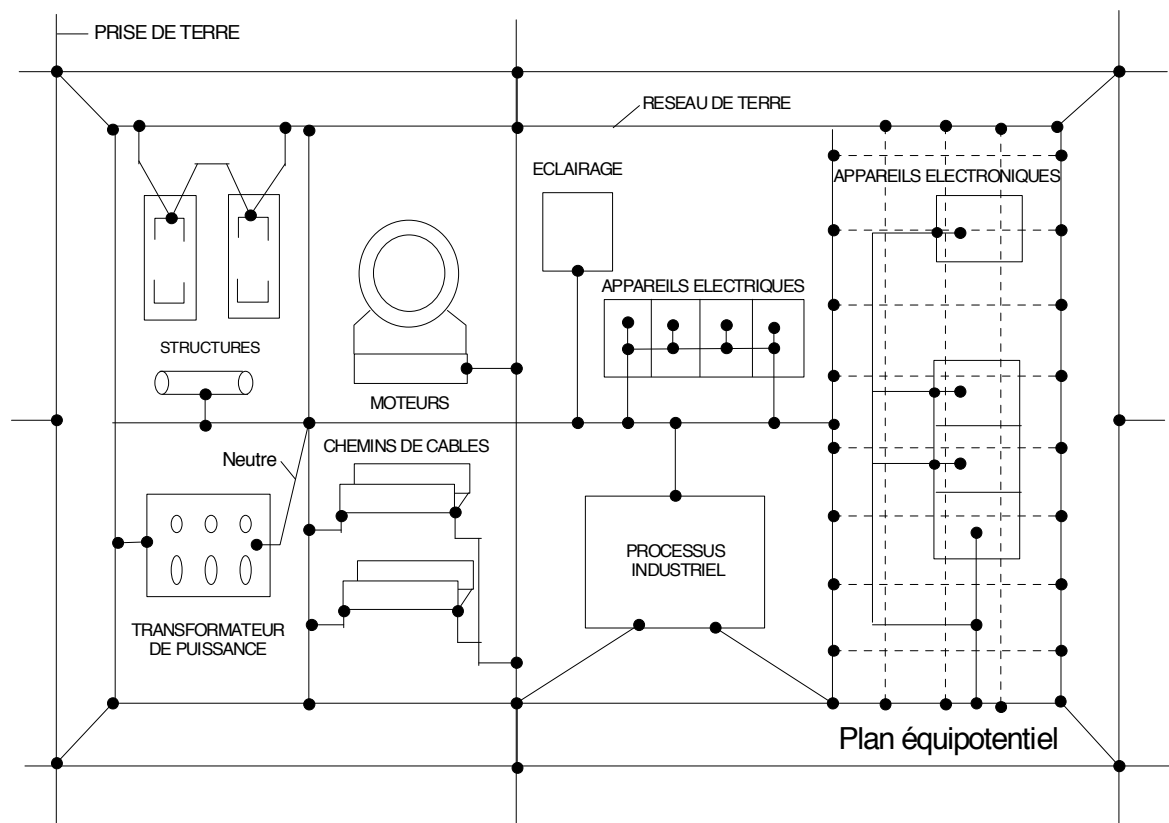 PRISE DE TERRE
RESEAU DE TERRE
ECLAIRAGE
APPAREILS ELECTRONIQUES
APPAREILS ELECTRIQUES
STRUCTURES
MOTEURS
Neutre
CHEMINS DE CABLES
PROCESSUS
INDUSTRIEL
TRANSFORMATEUR
DE PUISSANCE
Plan équipotentiel